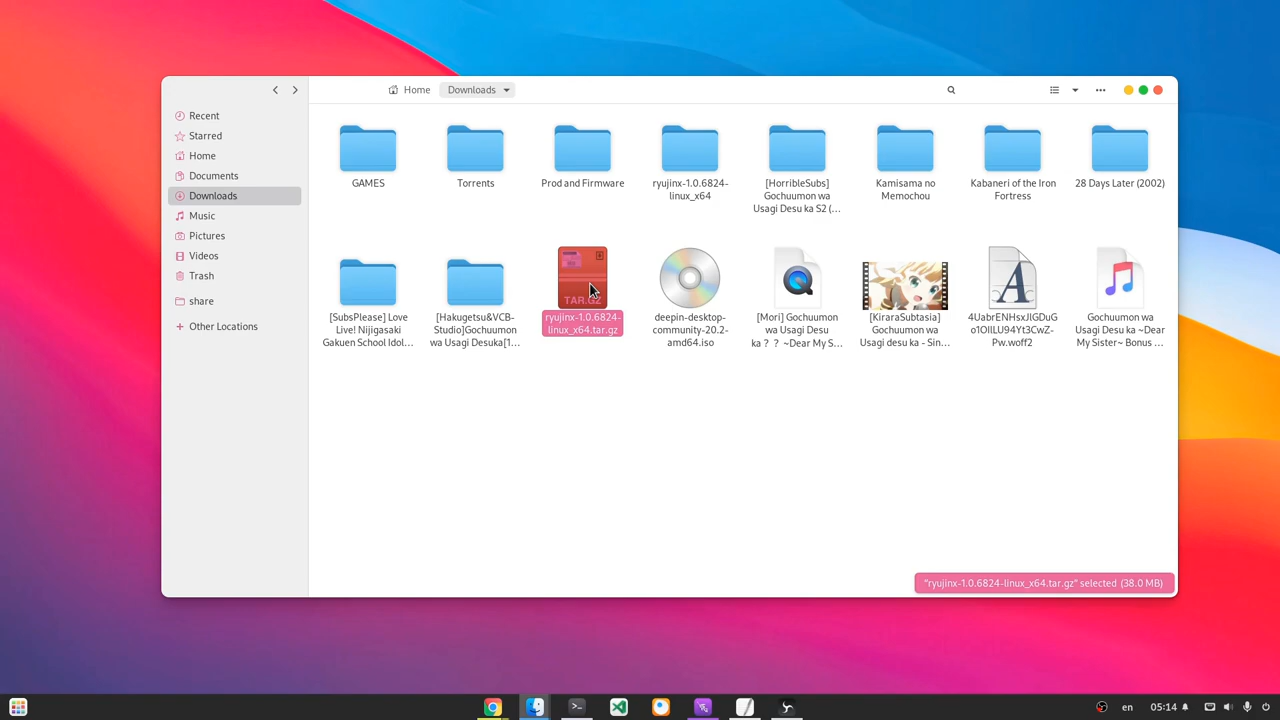 Home
Downloads
Recent
Starred
Home
Documents
Downloads
Music
Pictures
Videos
Trash
share
Other Locations
GAMES
Torrents
Prod and Firmware
ryujinx-1.0.6824-
linux_x64
[HorribleSubs]
Gochuumon wa
Usagi Desu ka S2 (...
Kamisama no
Memochou
Kabaneri of the Iron
Fortress
28 Days Later (2002)
[SubsPlease] Love
Live! Nijigasaki
Gakuen School Idol...
[Hakugetsu&VCB-
Studio]Gochuumon
wa Usagi Desuka[1...
TAR.GZ
ryujinx-1.0.6824-
linux_x64.tar.gz
deepin-desktop-
community-20.2-
amd64.iso
[Mori] Gochuumon
wa Usagi Desu
ka？？~Dear My S...
[KiraraSubtasia]
Gochuumon wa
Usagi desu ka - Sin...
A
4UabrENHsxJlGDuG
o1OIlLX94Yt3CwZ-
Pw.woff2
Gochuumon wa
Usagi Desu ka ~Dear
My Sister~ Bonus ...
"ryujinx-1.0.6824-linux_x64.tar.gz" selected (38.0 MB)
en
05:14